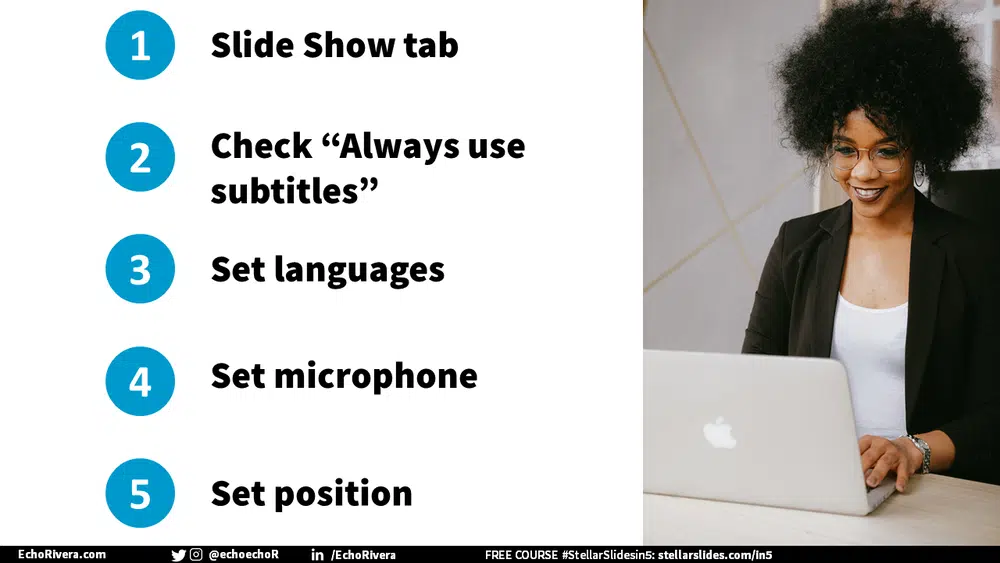 1 Slide Show tab
2 Check “Always use
subtitles”
3 Set languages
4 Set microphone
5 Set position
EchoRivera.com @echoechoR in /EchoRivera FREE COURSE #StellarSlidesin5: stellarslides.com/in5